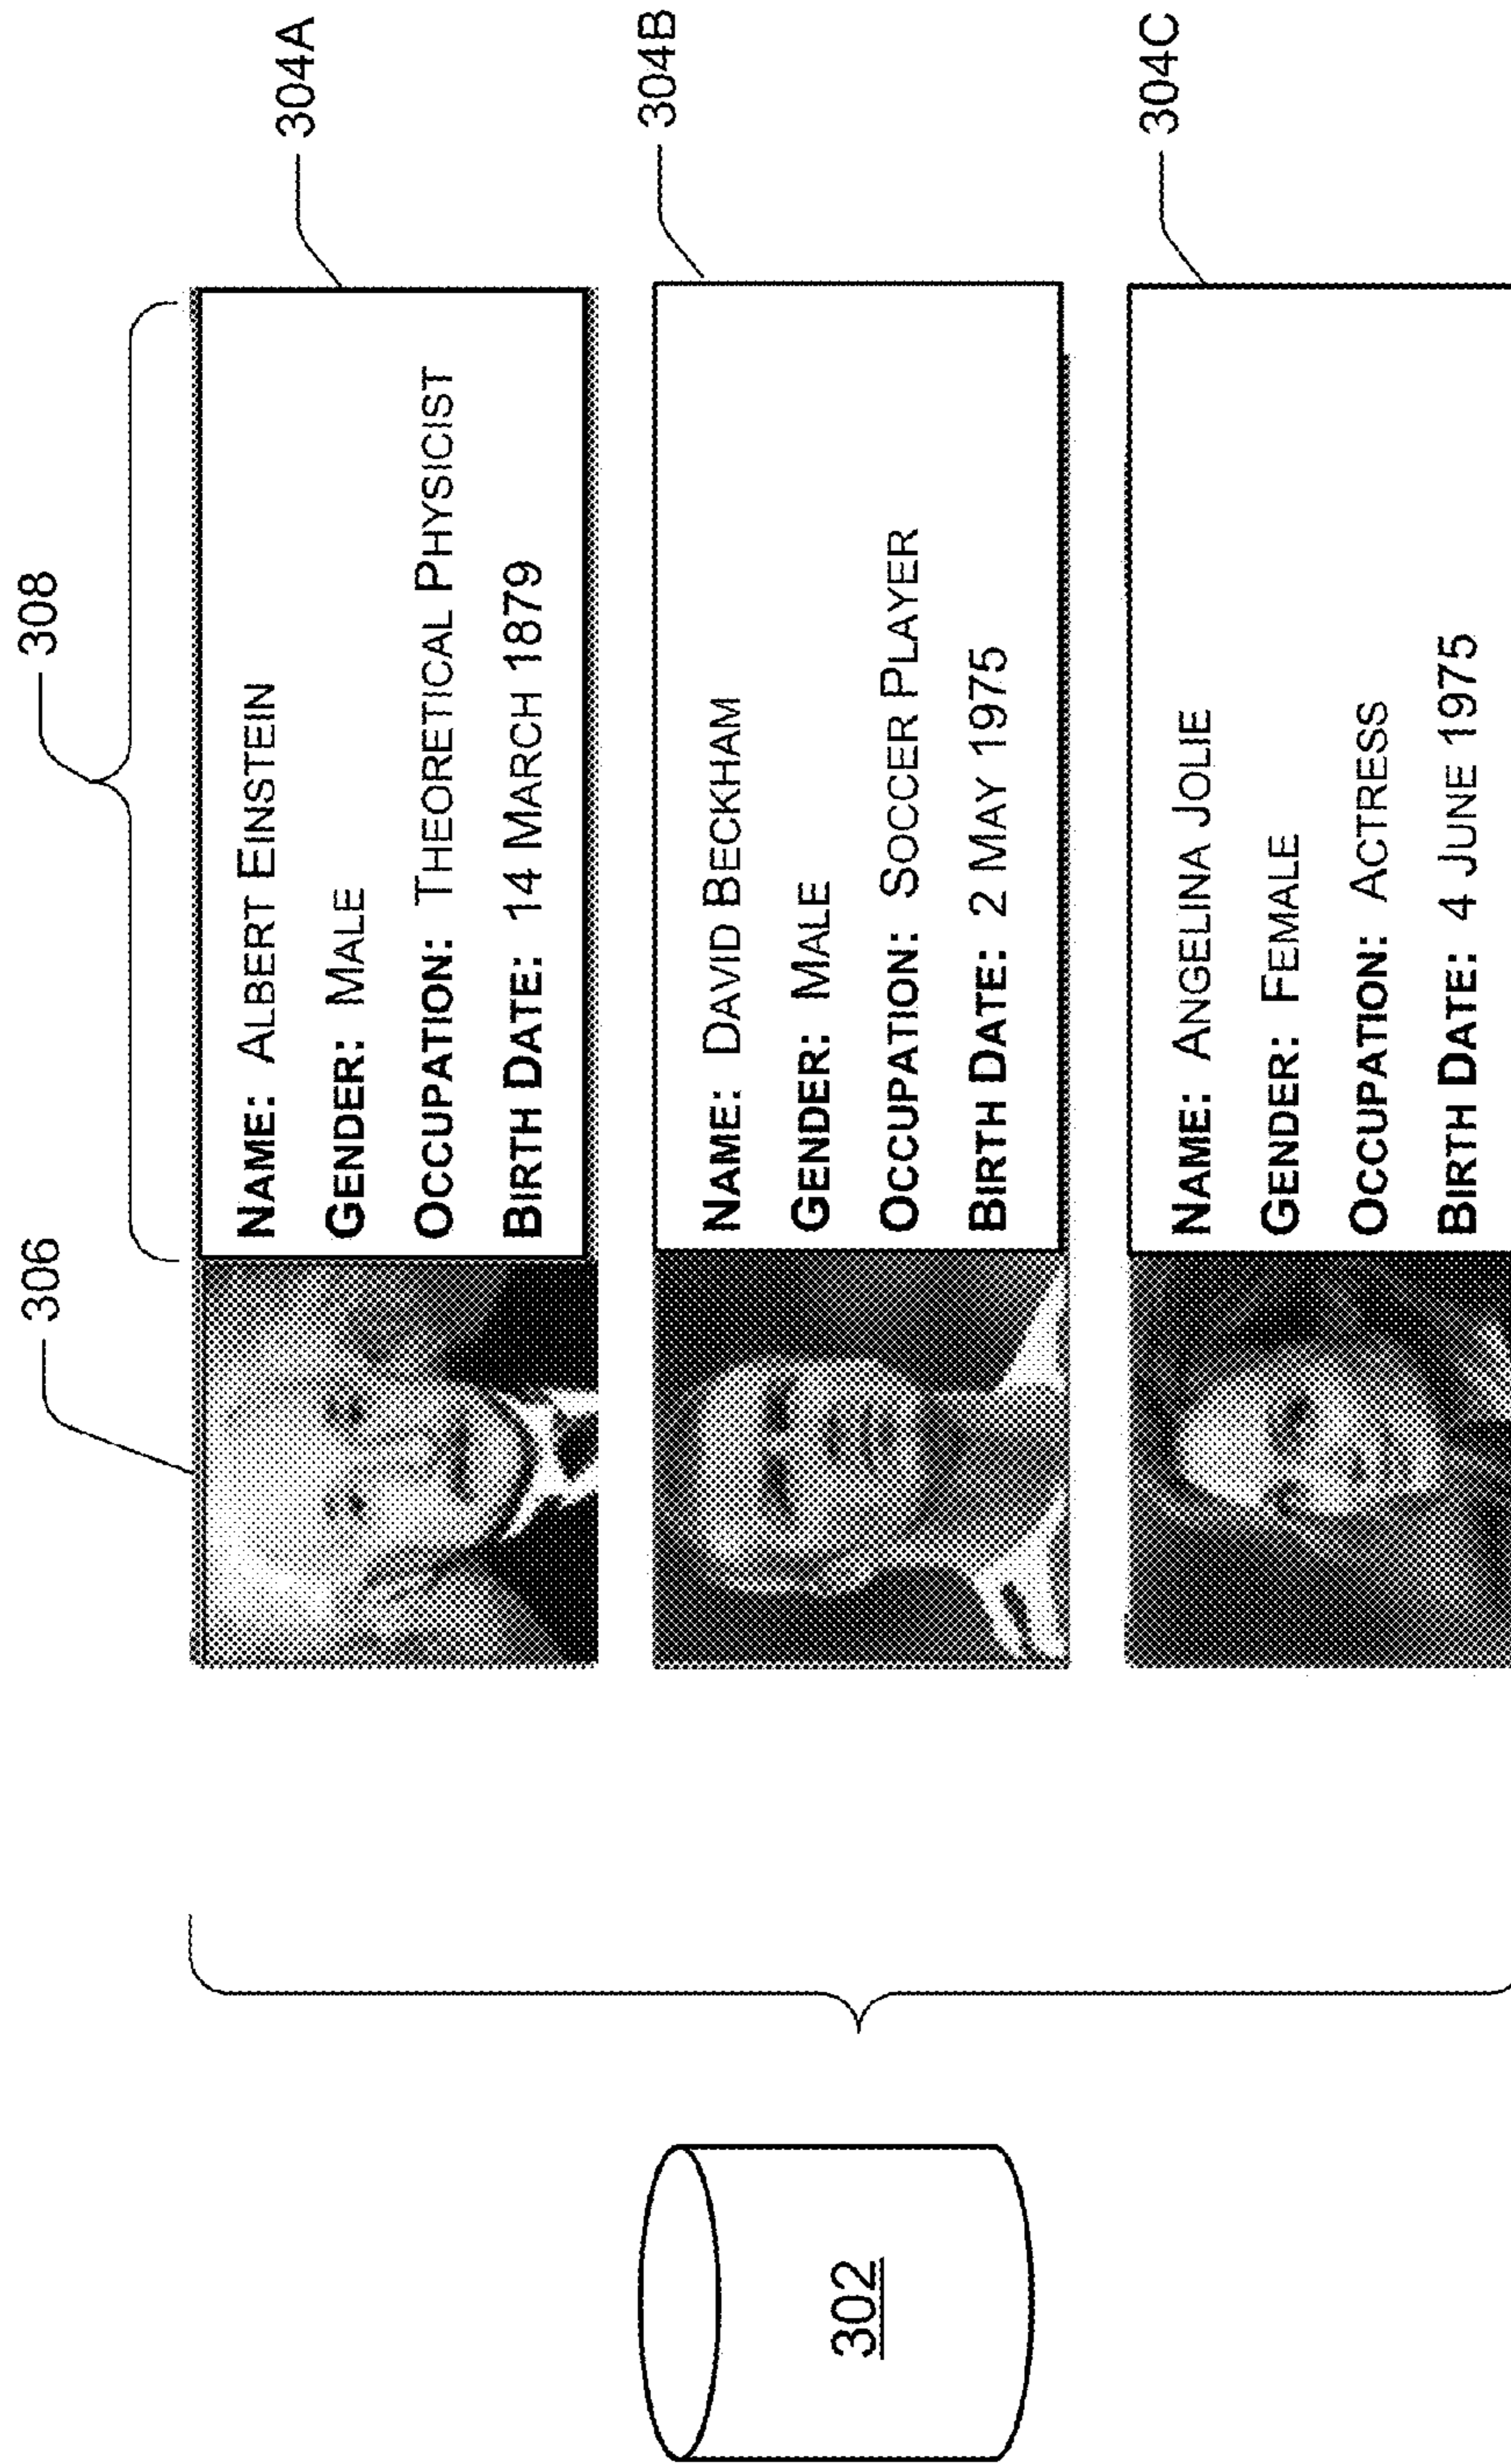 306
308
NAME: ALBERT EINSTEIN
GENDER: MALE
OCCUPATION: THEORETICAL PHYSICIST
BIRTH DATE: 14 MARCH 1879
304A
NAME: DAVID BECKHAM
GENDER: MALE
OCCUPATION: SOCCER PLAYER
BIRTH DATE: 2 MAY 1975
304B
302
NAME: ANGELINA JOLIE
GENDER: FEMALE
OCCUPATION: ACTRESS
BIRTH DATE: 4 JUNE 1975
304C